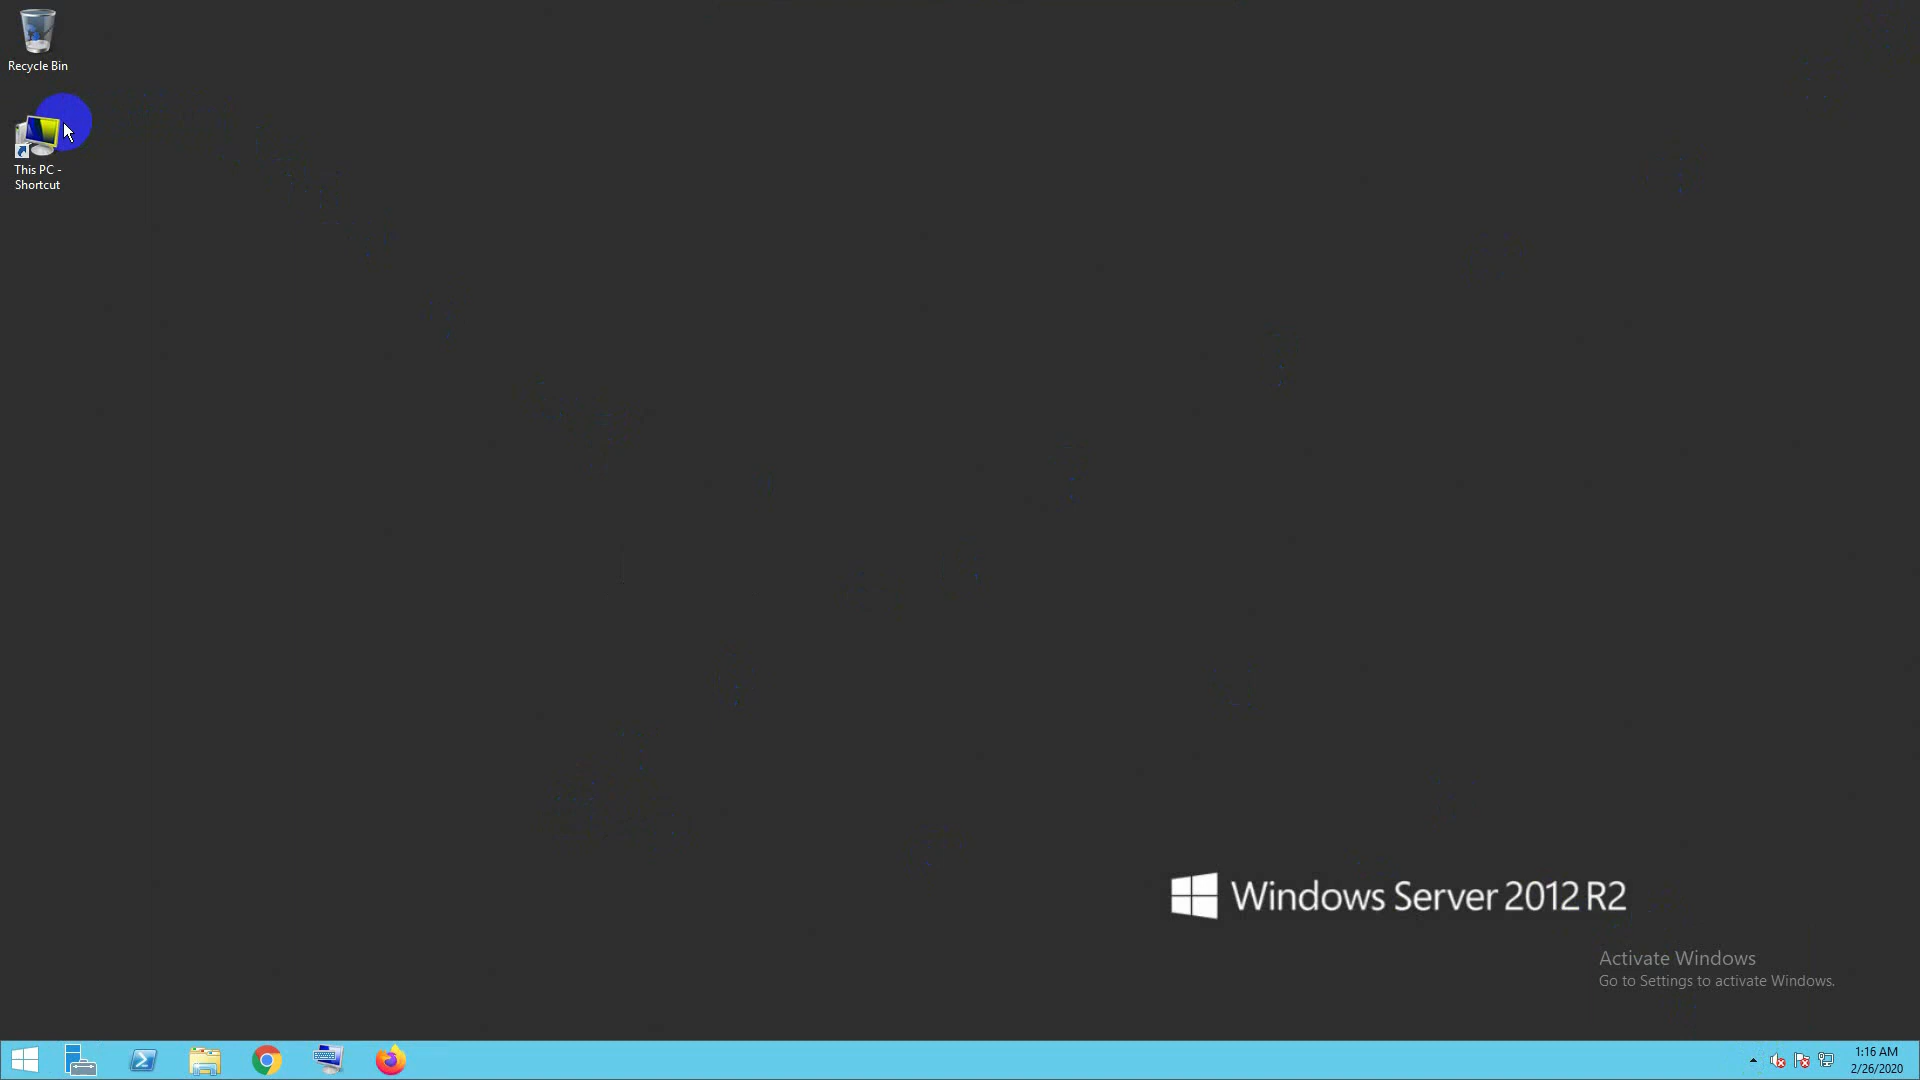 Recycle Bin
This PC -
Shortcut
Windows Server 2012 R2
Activate Windows
Go to Settings to activate Windows.
1:16 AM
2/26/2020